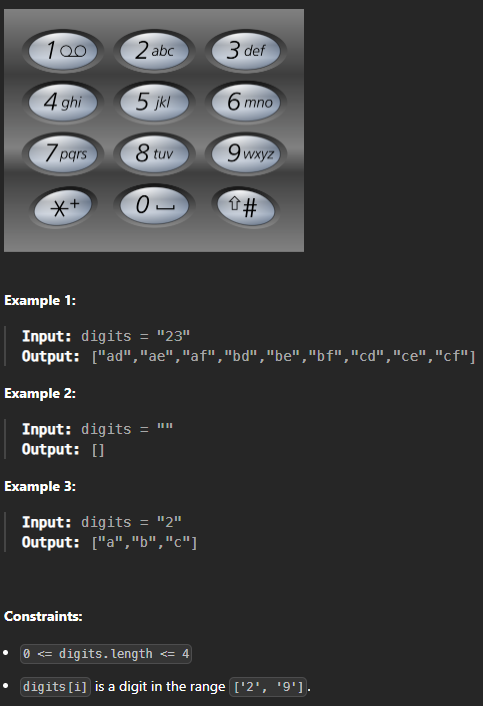 1 2 abc 3 def
4 ghi 5 jkl 6 mno
7 pqrs 8 tuv 9 wxyz
*+ 0 ⇧#
Example 1:
Input: digits = "23"
Output: ["ad","ae","af","bd","be","bf","cd","ce","cf"]
Example 2:
Input: digits = ""
Output: []
Example 3:
Input: digits = "2"
Output: ["a","b","c"]
Constraints:
• 0 <= digits.length <= 4
• digits[i] is a digit in the range ['2', '9'].